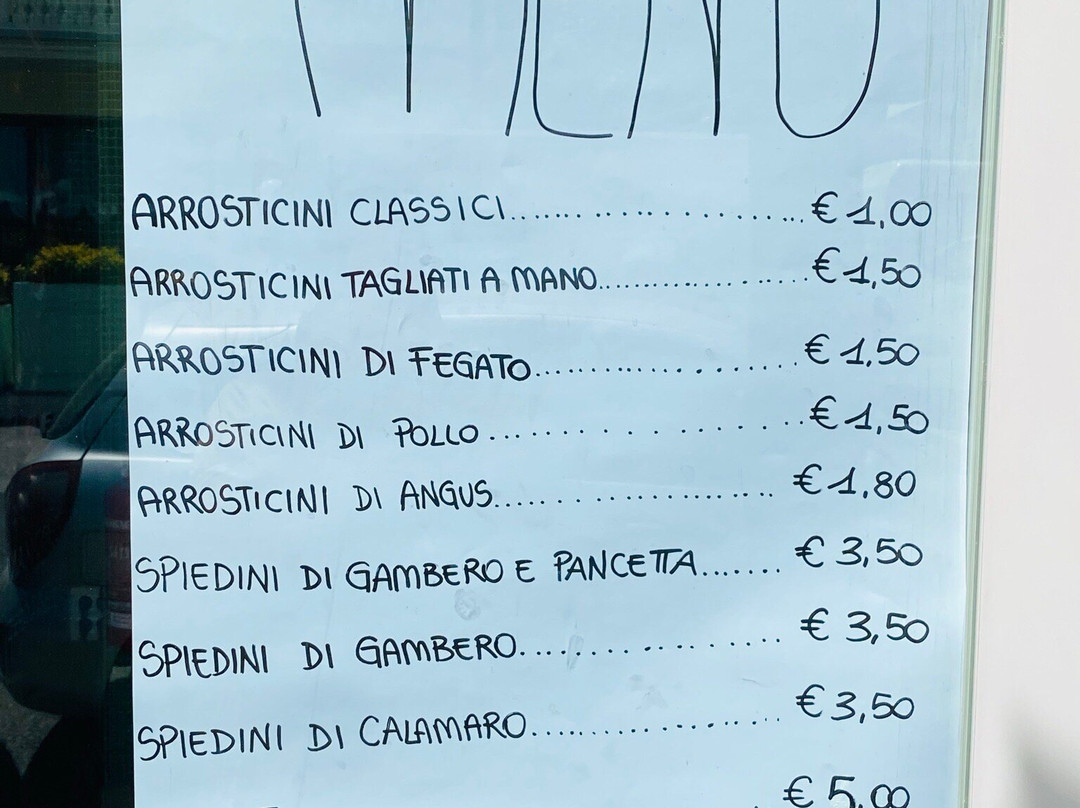 MENU
ARROSTICINI CLASSICI....................€ 1,00
ARROSTICINI TAGLIATI A MANO....................€ 1,50
ARROSTICINI DI FEGATO....................€ 1.50
ARROSTICINI DI POLLO....................€ 1,50
ARROSTICINI DI ANGUS....................€ 1,80
SPIEDINI DI GAMBERO E PANCETTA.......€ 3,50
SPIEDINI DI GAMBERO....................€ 3,50
SPIEDINI DI CALAMARO....................€ 3,50
€ 5,00